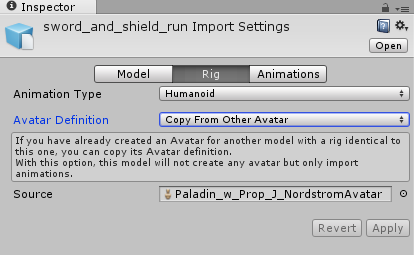 Inspector
sword_and_shield_run Import Settings
Open
Model Rig Animations
Animation Type Humanoid
Avatar Definition Copy From Other Avatar
If you have already created an Avatar for another model with a rig identical to
this one, you can copy its Avatar definition.
With this option, this model will not create any avatar but only import
animations.
Source Paladin_w_Prop_J_NordstromAvatar
Revert Apply